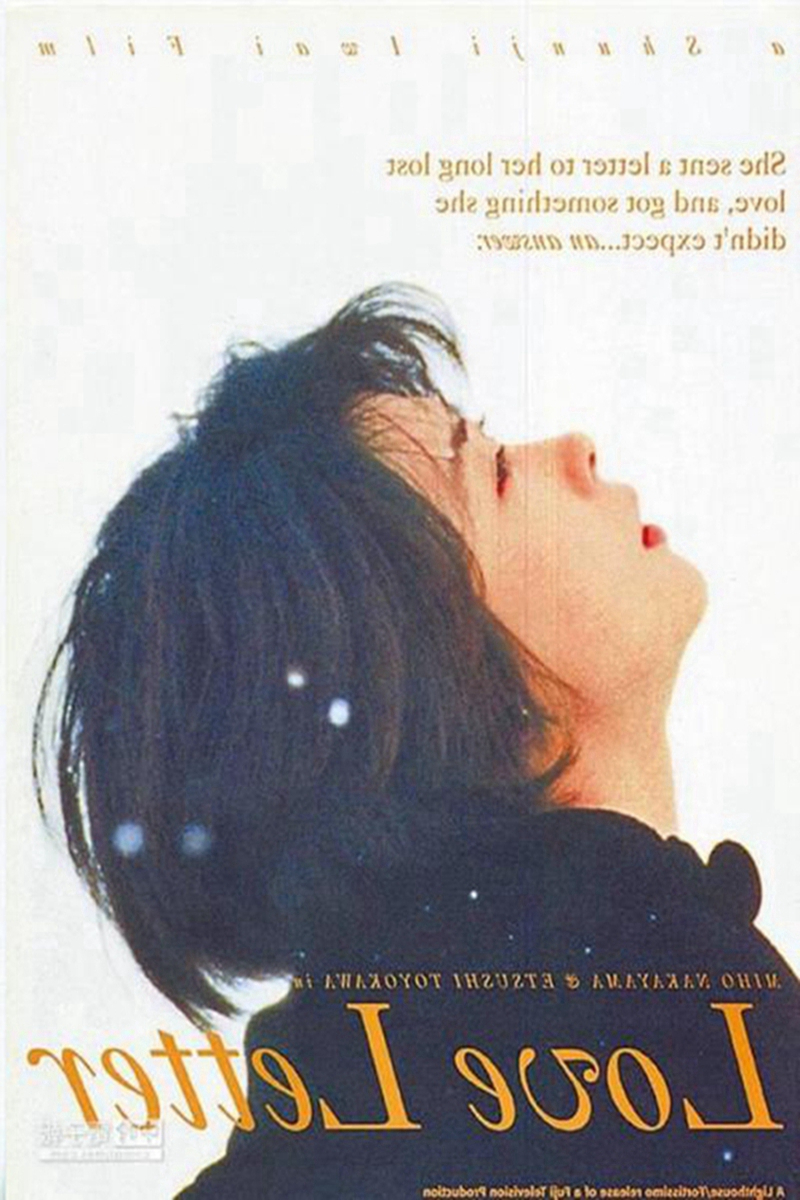 a Shunji Iwai Film
She sent a letter to her long lost
love, and got something she
didn't expect...an answer.
MIHO NAKAYAMA & ETSUSHI TOYOKAWA in
Love Letter
A Lighthouse/Fortissimo release of a Fuji Television Production